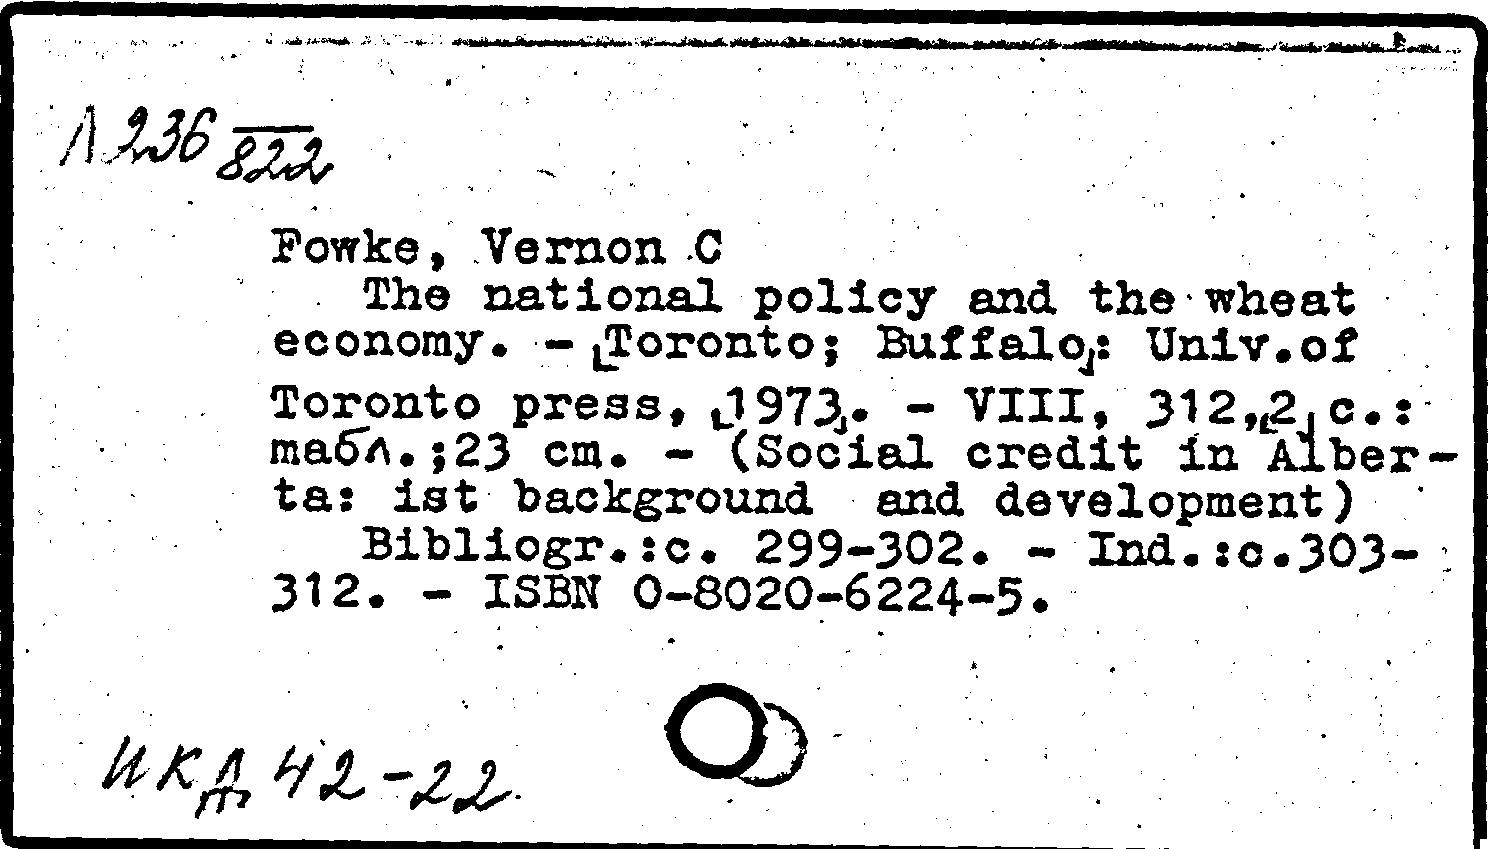 Л236
822
Fowke, Vernon C
The national policy and the wheat
economy. - [Toronto; Buffalo]: Univ.of
Toronto press, [1973]. - VIII, 312,[2] c.:
табл.;23 cm. - (Social credit in Alber-
ta: ist background and development)
Bibliogr.:c. 299-302. - Ind.:c.303-
312. - ISBN 0-8020-6224-5.
ИКД 42-22